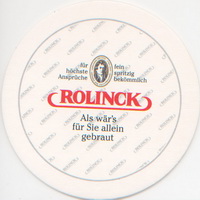 für
höchste
Ansprüche
fein
spritzig
bekömmlich
ROLINCK
Als wär's
für Sie allein
gebraut